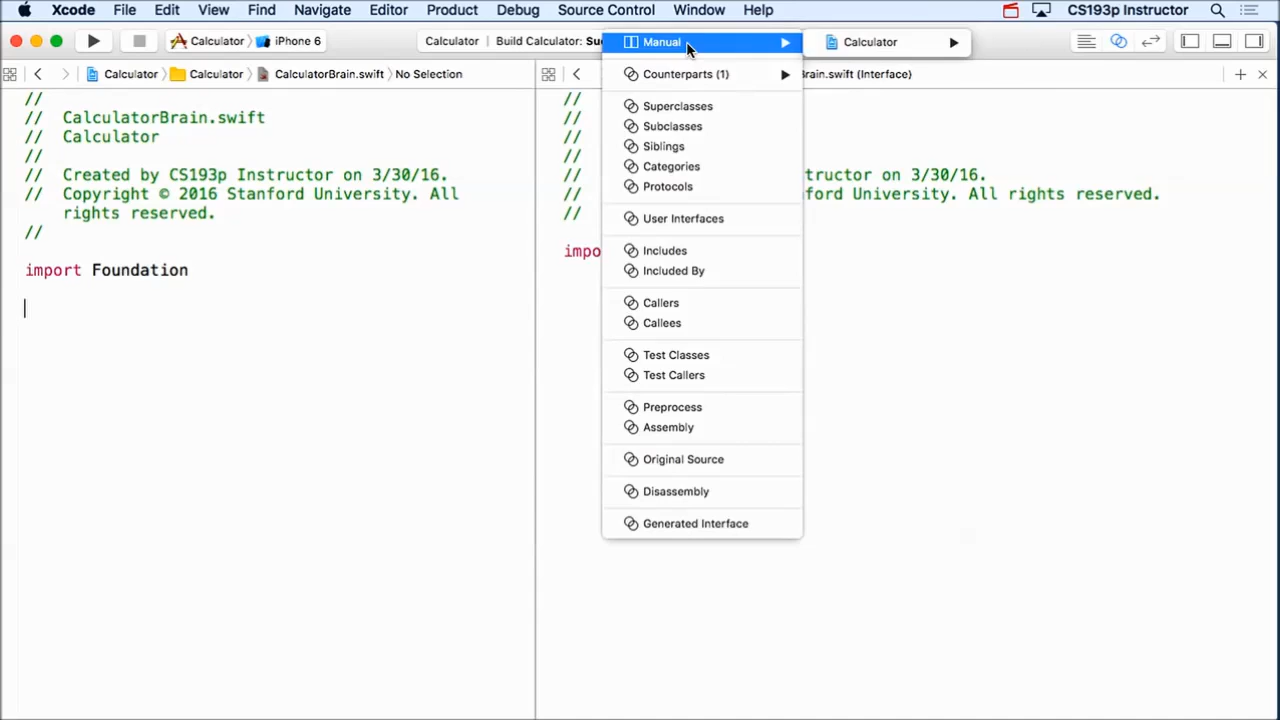 Xcode File Edit View Find Navigate Editor Product Debug Source Control Window Help CS193p Instructor
Calculator iPhone 6 Calculator Build Calculator: Su
Manual Calculator
Calculator Calculator CalculatorBrain.swift No Selection
Counterparts (1)
rain.swift (Interface)
//
// CalculatorBrain.swift
// Calculator
//
// Created by CS193p Instructor on 3/30/16.
// Copyright © 2016 Stanford University. All
rights reserved.
//
import Foundation
Superclasses
Subclasses
Siblings
Categories
Protocols
User Interfaces
Includes
Included By
Callers
Callees
Test Classes
Test Callers
Preprocess
Assembly
Original Source
Disassembly
Generated Interface
//
//
//
//
// tructor on 3/30/16.
// ford University. All rights reserved.
//
impo